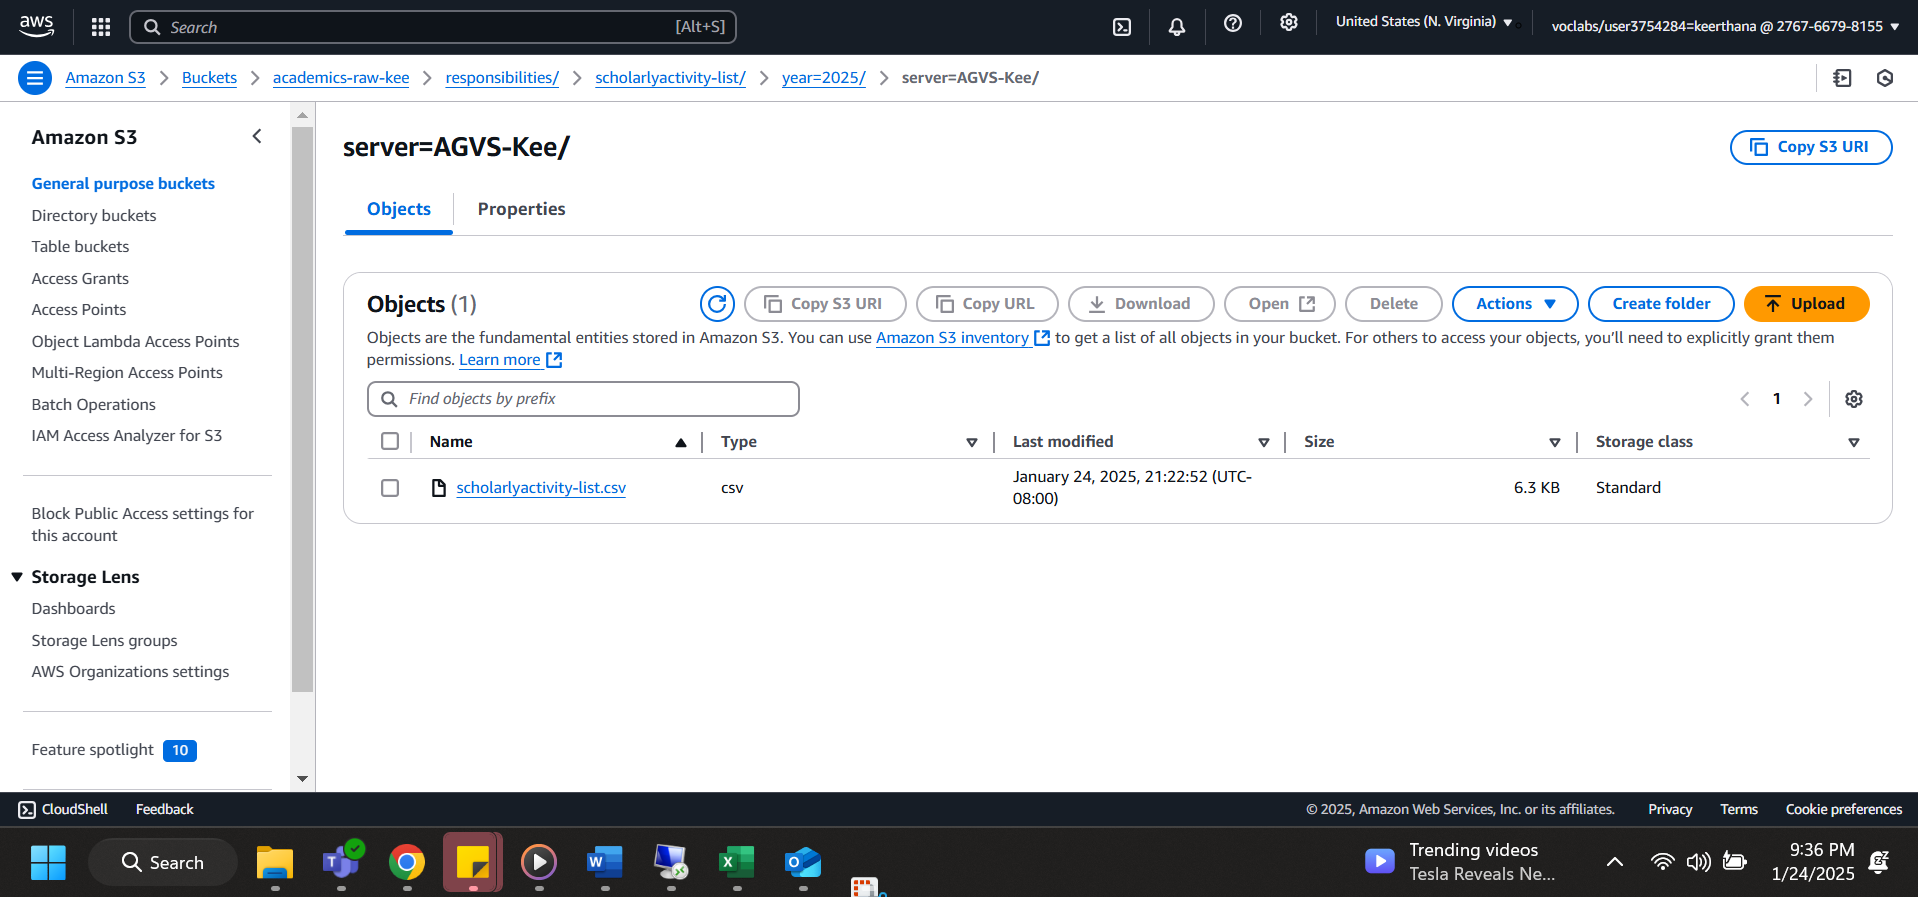 aws
Search
[Alt+S]
United States (N. Virginia)
voclabs/user3754284=keerthana @ 2767-6679-8155
Amazon S3
Buckets
academics-raw-kee
responsibilities/
scholarlyactivity-list/
year=2025/
server=AGVS-Kee/
Amazon S3
General purpose buckets
Directory buckets
Table buckets
Access Grants
Access Points
Object Lambda Access Points
Multi-Region Access Points
Batch Operations
IAM Access Analyzer for S3
Block Public Access settings for
this account
Storage Lens
Dashboards
Storage Lens groups
AWS Organizations settings
Feature spotlight 10
server=AGVS-Kee/
Copy S3 URI
Objects
Properties
Objects (1)
Copy S3 URI
Copy URL
Download
Open
Delete
Actions
Create folder
Upload
Objects are the fundamental entities stored in Amazon S3. You can use Amazon S3 inventory to get a list of all objects in your bucket. For others to access your objects, you’ll need to explicitly grant them
permissions. Learn more
Find objects by prefix
1
Name
Type
Last modified
Size
Storage class
scholarlyactivity-list.csv
csv
January 24, 2025, 21:22:52 (UTC-
08:00)
6.3 KB
Standard
CloudShell
Feedback
© 2025, Amazon Web Services, Inc. or its affiliates.
Privacy
Terms
Cookie preferences
Search
Trending videos
Tesla Reveals Ne...
9:36 PM
1/24/2025